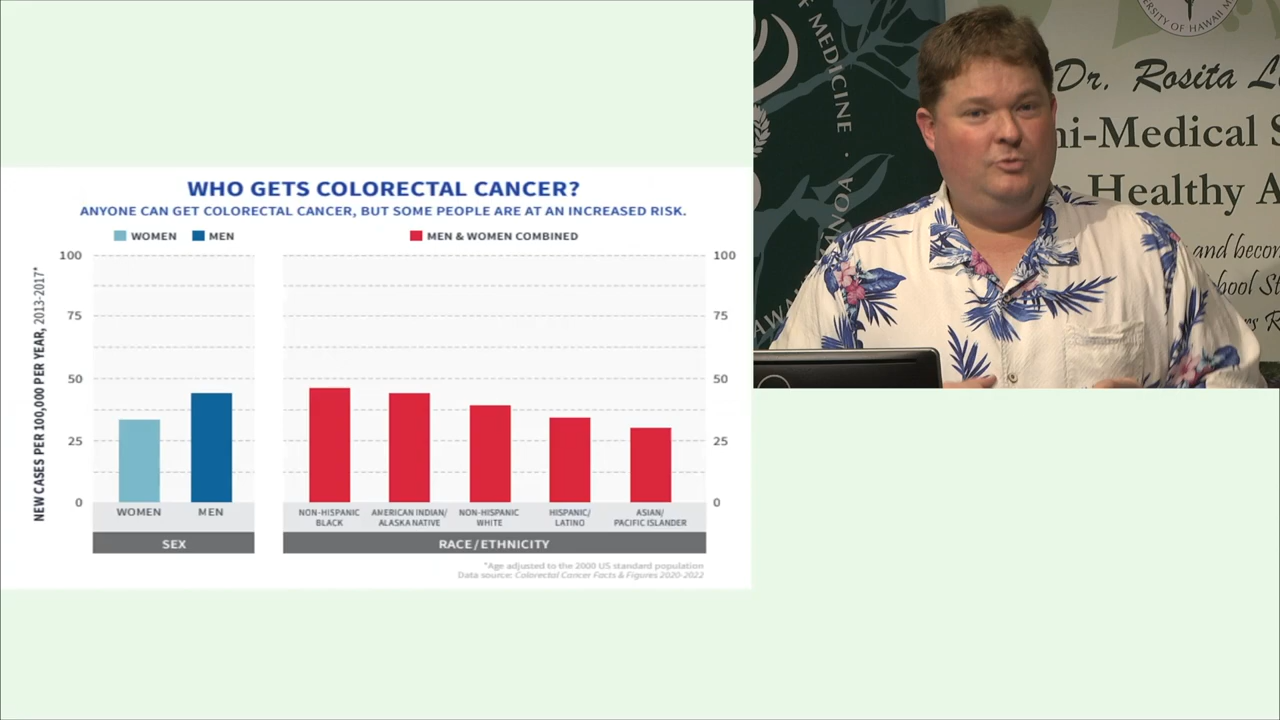 WHO GETS COLORECTAL CANCER?
ANYONE CAN GET COLORECTAL CANCER, BUT SOME PEOPLE ARE AT AN INCREASED RISK.
WOMEN MEN
MEN & WOMEN COMBINED
NEW CASES PER 100,000 PER YEAR, 2013-2017*
100
75
50
25
0
100
75
50
25
0
WOMEN MEN
NON-HISPANIC
BLACK
AMERICAN INDIAN/
ALASKA NATIVE
NON-HISPANIC
WHITE
HISPANIC/
LATINO
ASIAN/
PACIFIC ISLANDER
SEX
RACE/ETHNICITY
*Age adjusted to the 2000 US standard population
Data source: Colorectal Cancer Facts & Figures 2020-2022
MEDICINE ·
OF HAWAII
Dr. Rosita
-Medical
Healthy
and